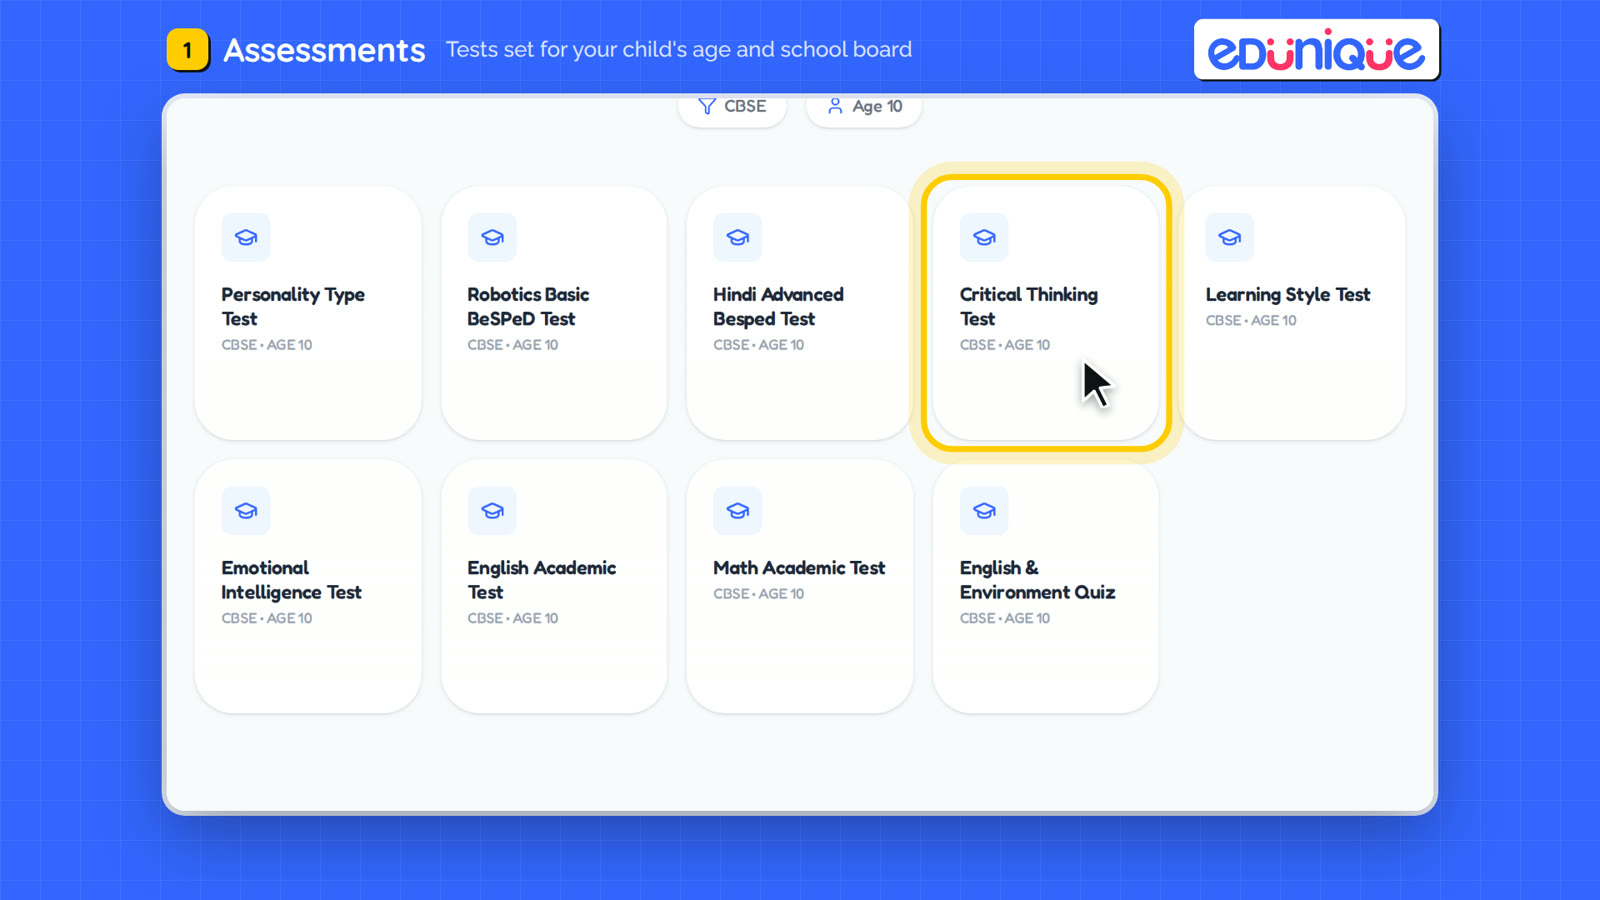 1 Assessments Tests set for your child's age and school board
eDUNiQUe
CBSE Age 10
Personality Type
Test
CBSE • AGE 10
Robotics Basic
BeSPeD Test
CBSE • AGE 10
Hindi Advanced
Besped Test
CBSE • AGE 10
Critical Thinking
Test
CBSE • AGE 10
Learning Style Test
CBSE • AGE 10
Emotional
Intelligence Test
CBSE • AGE 10
English Academic
Test
CBSE • AGE 10
Math Academic Test
CBSE • AGE 10
English &
Environment Quiz
CBSE • AGE 10